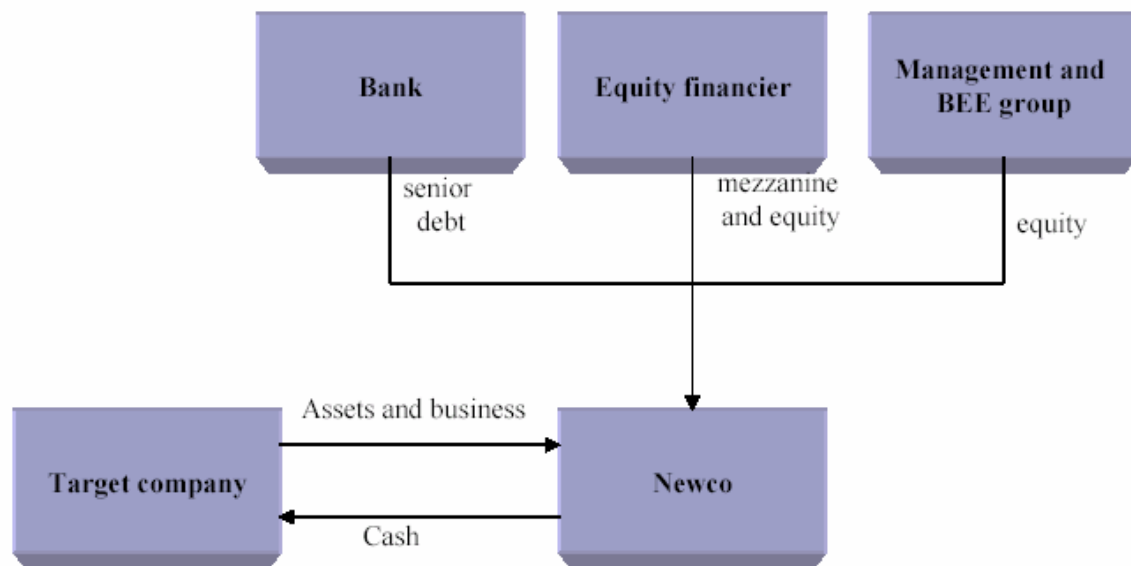 Bank
Equity financier
Management and
BEE group
senior
debt
mezzanine
and equity
equity
Assets and business
Target company
Newco
Cash